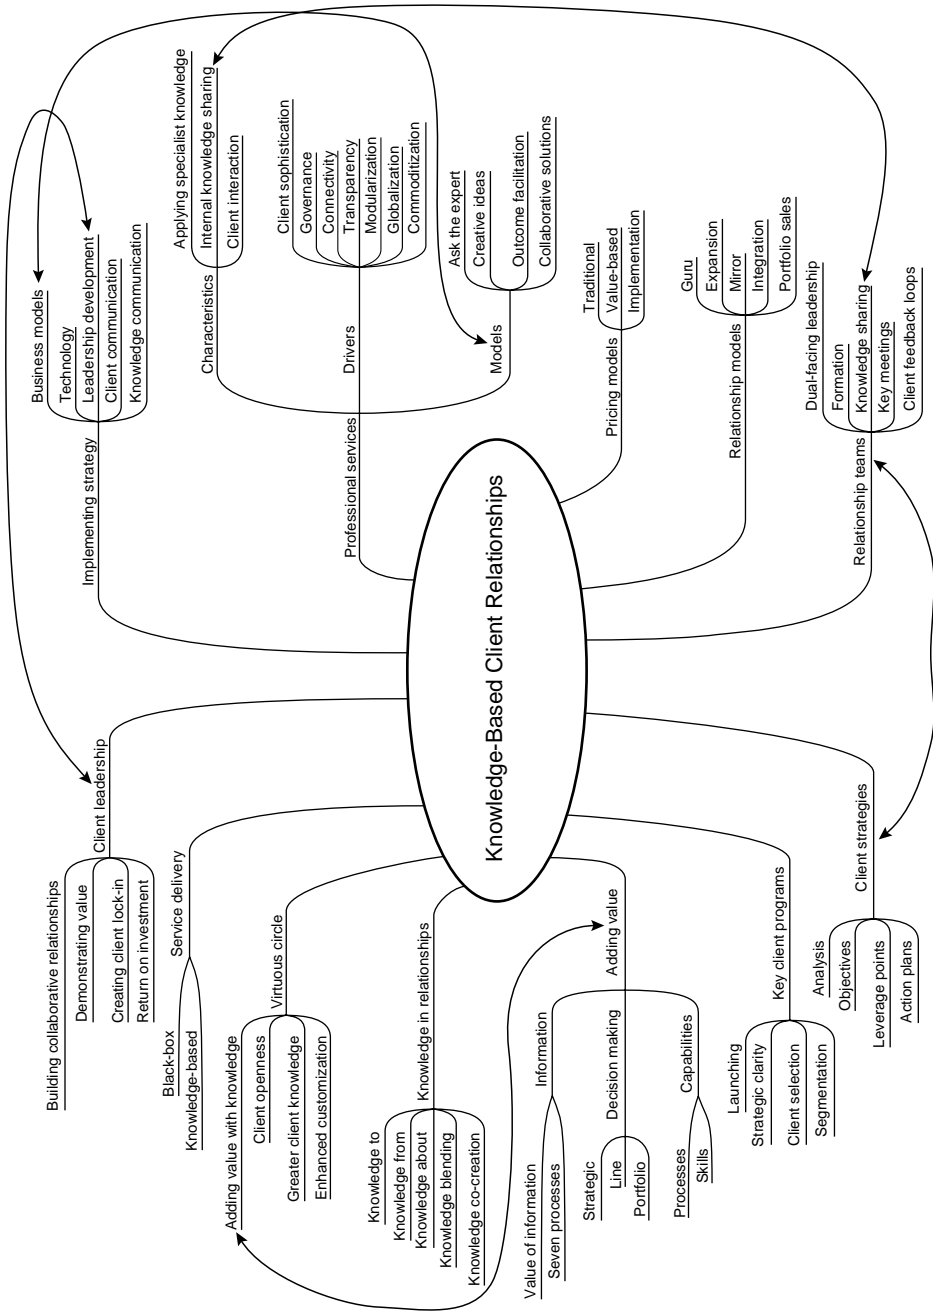 Knowledge-Based Client Relationships
Client leadership
Building collaborative relationships
Demonstrating value
Creating client lock-in
Return on investment
Service delivery
Black-box
Knowledge-based
Virtuous circle
Adding value with knowledge
Client openness
Greater client knowledge
Enhanced customization
Knowledge in relationships
Knowledge to
Knowledge from
Knowledge about
Knowledge blending
Knowledge co-creation
Adding value
Information
Value of information
Seven processes
Decision making
Strategic
Line
Portfolio
Capabilities
Processes
Skills
Key client programs
Launching
Strategic clarity
Client selection
Segmentation
Client strategies
Analysis
Objectives
Leverage points
Action plans
Implementing strategy
Business models
Technology
Leadership development
Client communication
Knowledge communication
Professional services
Characteristics
Applying specialist knowledge
Internal knowledge sharing
Client interaction
Drivers
Client sophistication
Governance
Connectivity
Transparency
Modularization
Globalization
Commoditization
Models
Ask the expert
Creative ideas
Outcome facilitation
Collaborative solutions
Pricing models
Traditional
Value-based
Implementation
Relationship models
Guru
Expansion
Mirror
Integration
Portfolio sales
Relationship teams
Dual-facing leadership
Formation
Knowledge sharing
Key meetings
Client feedback loops